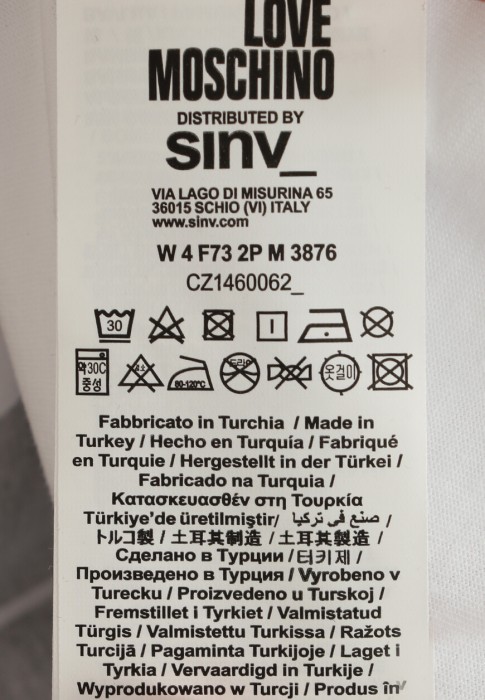 LOVE
MOSCHINO
DISTRIBUTED BY
sinv_
VIA LAGO DI MISURINA 65
36015 SCHIO (VI) ITALY
www.sinv.com
W 4 F73 2P M 3876
CZ1460062_
30
약30C 중성 80-120°C 드라이 옷걸이
Fabbricato in Turchia / Made in
Turkey / Hecho en Turquía / Fabriqué
en Turquie / Hergestellt in der Türkei /
Fabricado na Turquia /
Κατασκευασθέν στη Τουρκία
Türkiye'de üretilmiştir/ صنع في تركيا /
トルコ製 / 土耳其制造 / 土耳其製造 /
Сделано в Турции /터키제 /
Произведено в Турция / Vyrobeno v
Turecku / Proizvedeno u Turskoj /
Fremstillet i Tyrkiet / Valmistatud
Türgis / Valmistettu Turkissa / Ražots
Turcijā / Pagaminta Turkijoje / Laget i
Tyrkia / Vervaardigd in Turkije /
Wyprodukowano w Turcji / Produs în